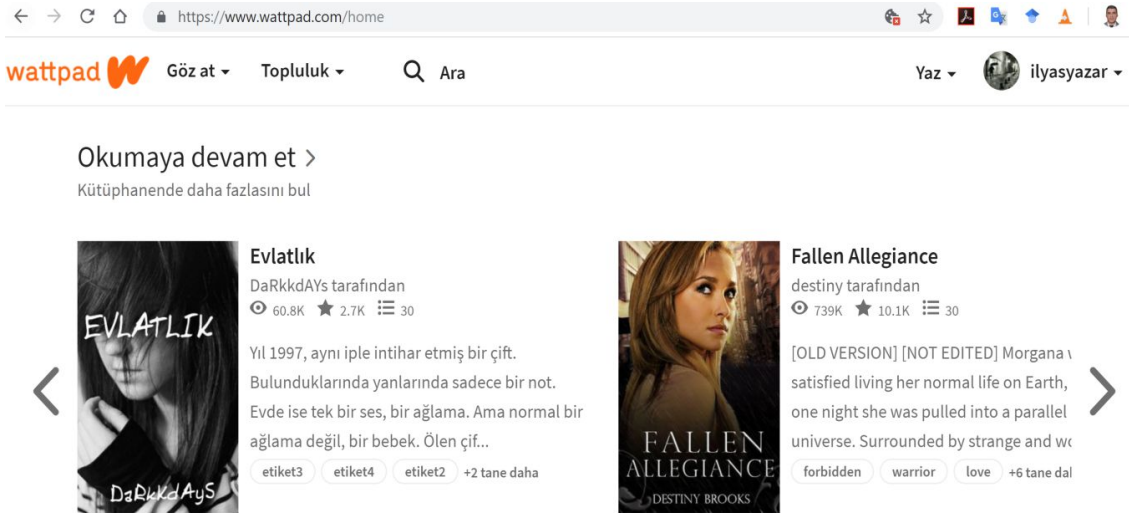 https://www.wattpad.com/home
wattpad Göz at Topluluk Ara Yaz ilyasyazar
Okumaya devam et >
Kütüphanende daha fazlasını bul
EVLATLIK
DaRkkdAyS
Evlatlık
DaRkkdAYs tarafından
60.8K 2.7K 30
Yıl 1997, aynı iple intihar etmiş bir çift.
Bulunduklarında yanlarında sadece bir not.
Evde ise tek bir ses, bir ağlama. Ama normal bir
ağlama değil, bir bebek. Ölen çif...
etiket3 etiket4 etiket2 +2 tane daha
FALLEN
ALLEGIANCE
DESTINY BROOKS
Fallen Allegiance
destiny tarafından
739K 10.1K 30
[OLD VERSION] [NOT EDITED] Morgana
satisfied living her normal life on Earth,
one night she was pulled into a parallel
universe. Surrounded by strange and
forbidden warrior love +6 tane